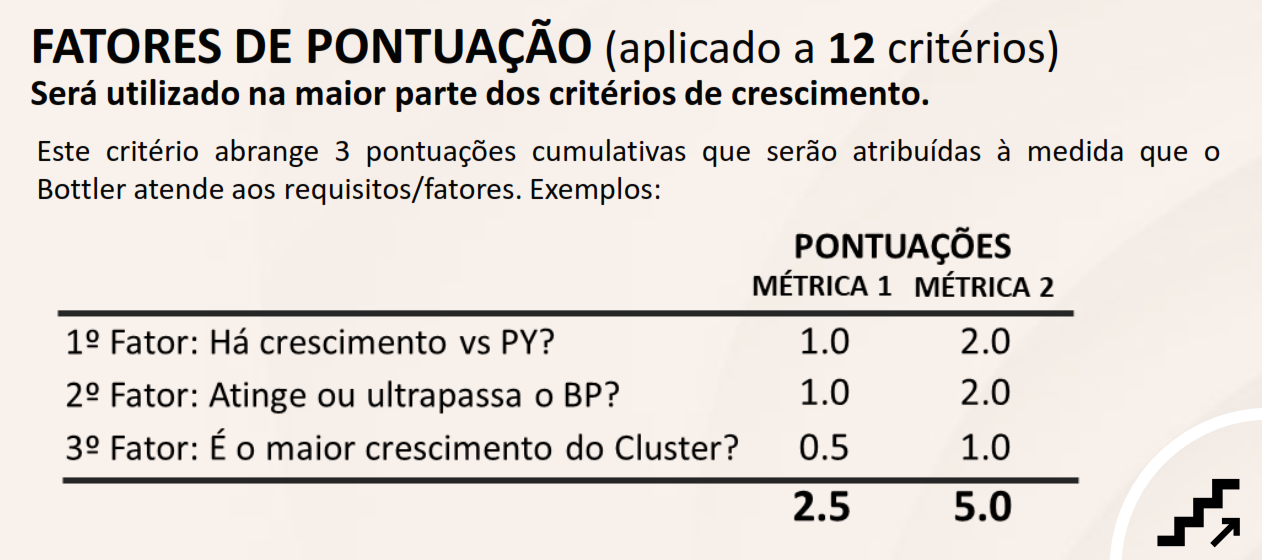 FATORES DE PONTUAÇÃO (aplicado a 12 critérios)
Será utilizado na maior parte dos critérios de crescimento.
Este critério abrange 3 pontuações cumulativas que serão atribuídas à medida que o
Bottler atende aos requisitos/fatores. Exemplos:
PONTUAÇÕES
MÉTRICA 1 MÉTRICA 2
1º Fator: Há crescimento vs PY? 1.0 2.0
2º Fator: Atinge ou ultrapassa o BP? 1.0 2.0
3º Fator: É o maior crescimento do Cluster? 0.5 1.0
2.5 5.0